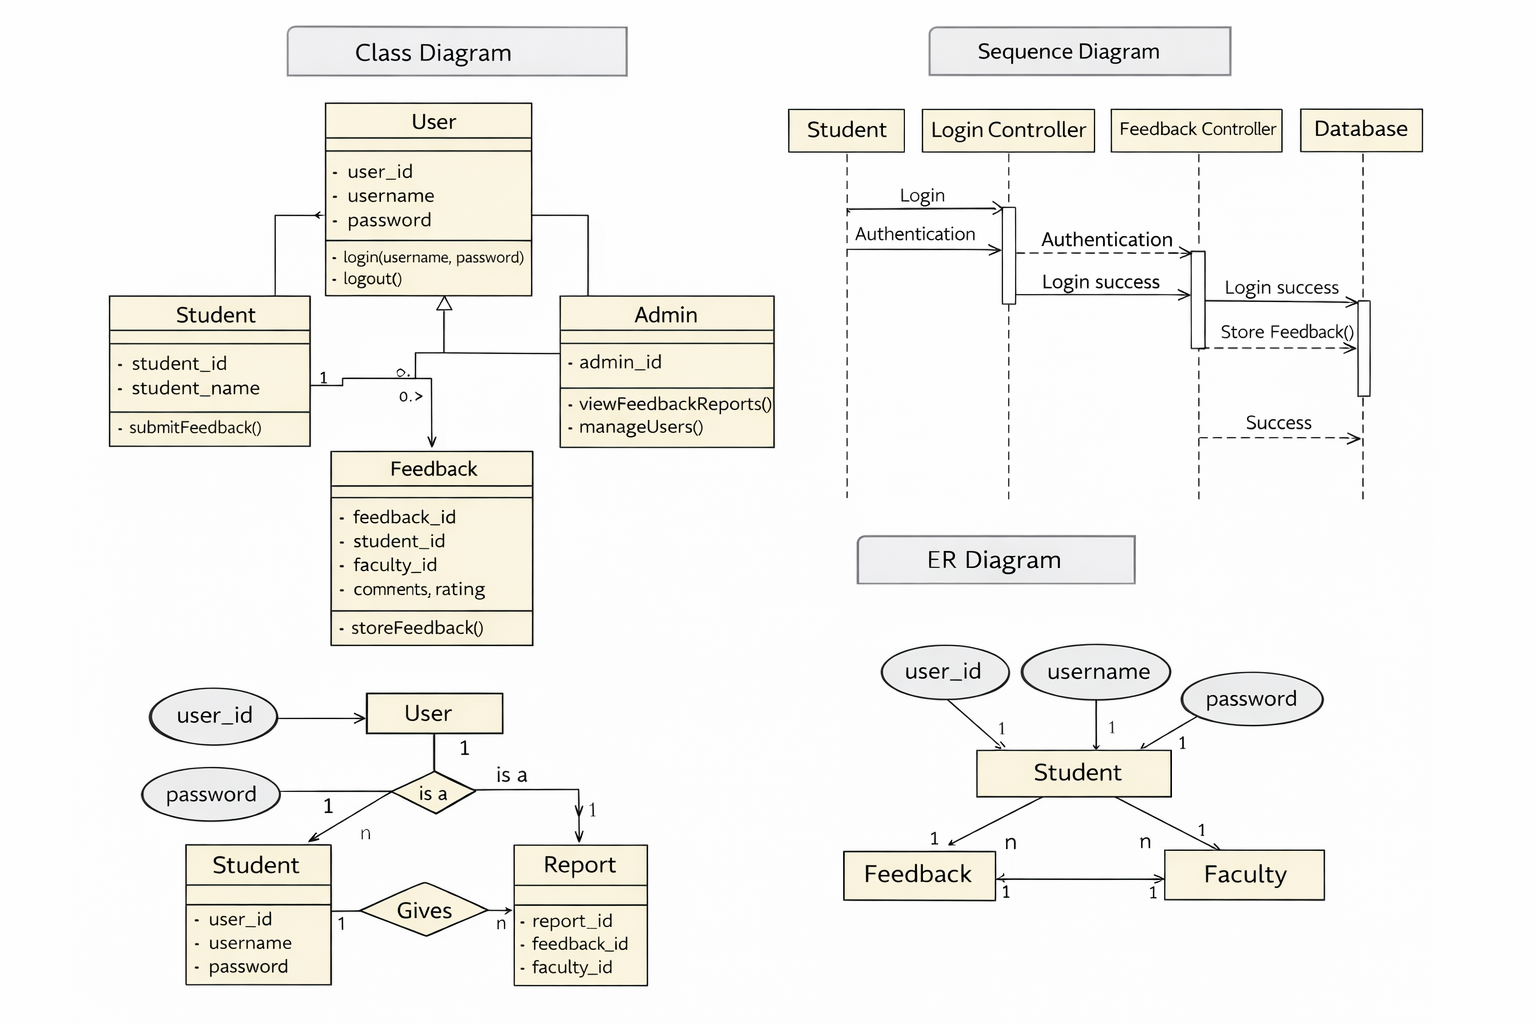 Class Diagram
User
- user_id
- username
- password
- login(username, password)
- logout()
Student
- student_id
- student_name
- submitFeedback()
Admin
- admin_id
- viewFeedbackReports()
- manageUsers()
1
0.
0.>
Feedback
- feedback_id
- student_id
- faculty_id
- comments, rating
- storeFeedback()
Sequence Diagram
Student
Login Controller
Feedback Controller
Database
Login
Authentication
Authentication
Login success
Login success
Store Feedback()
Success
user_id
User
1
password
is a
is a
1
1
n
Student
- user_id
- username
- password
1
Gives
n
Report
- report_id
- feedback_id
- faculty_id
ER Diagram
user_id
username
password
1
1
1
Student
1
n
n
1
Feedback
1
1
Faculty